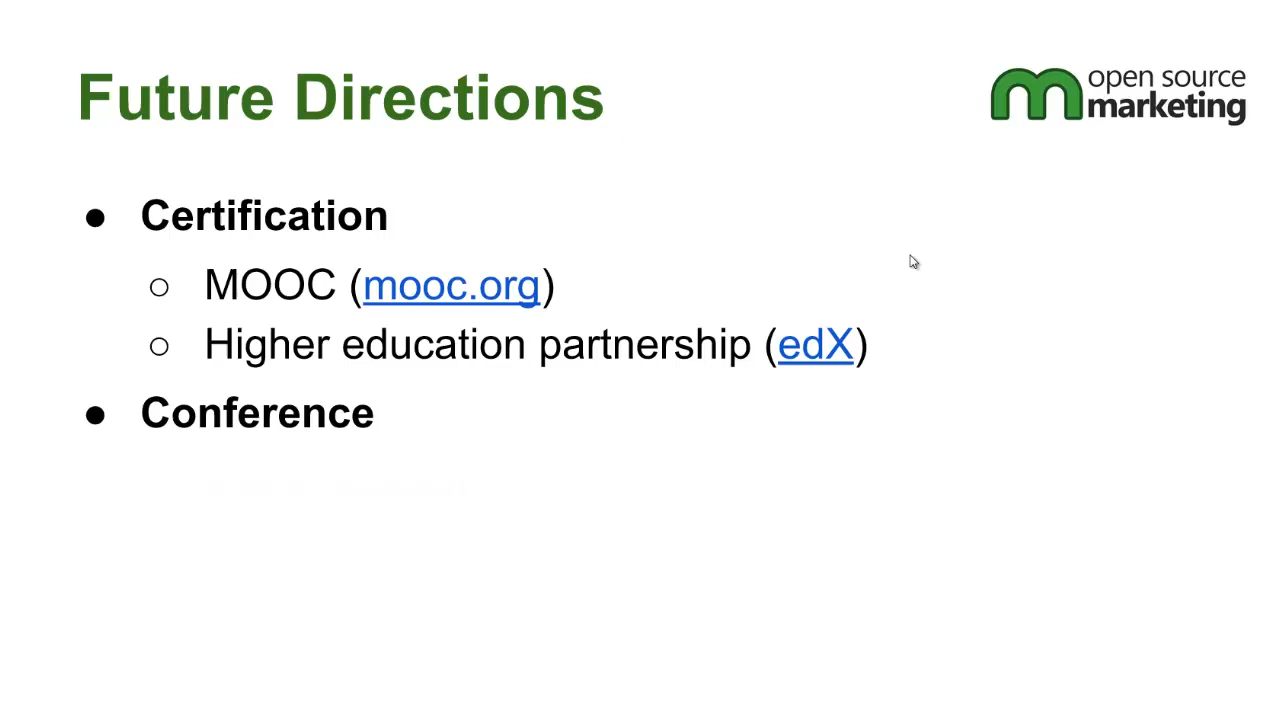 Future Directions
open source
marketing
● Certification
○ MOOC (mooc.org)
○ Higher education partnership (edX)
● Conference